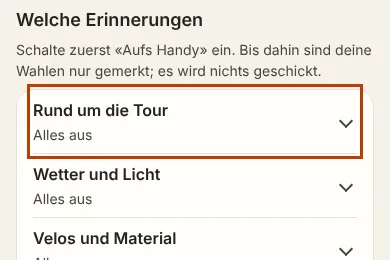 Welche Erinnerungen
Schalte zuerst «Aufs Handy» ein. Bis dahin sind deine
Wahlen nur gemerkt; es wird nichts geschickt.
Rund um die Tour
Alles aus
Wetter und Licht
Alles aus
Velos und Material